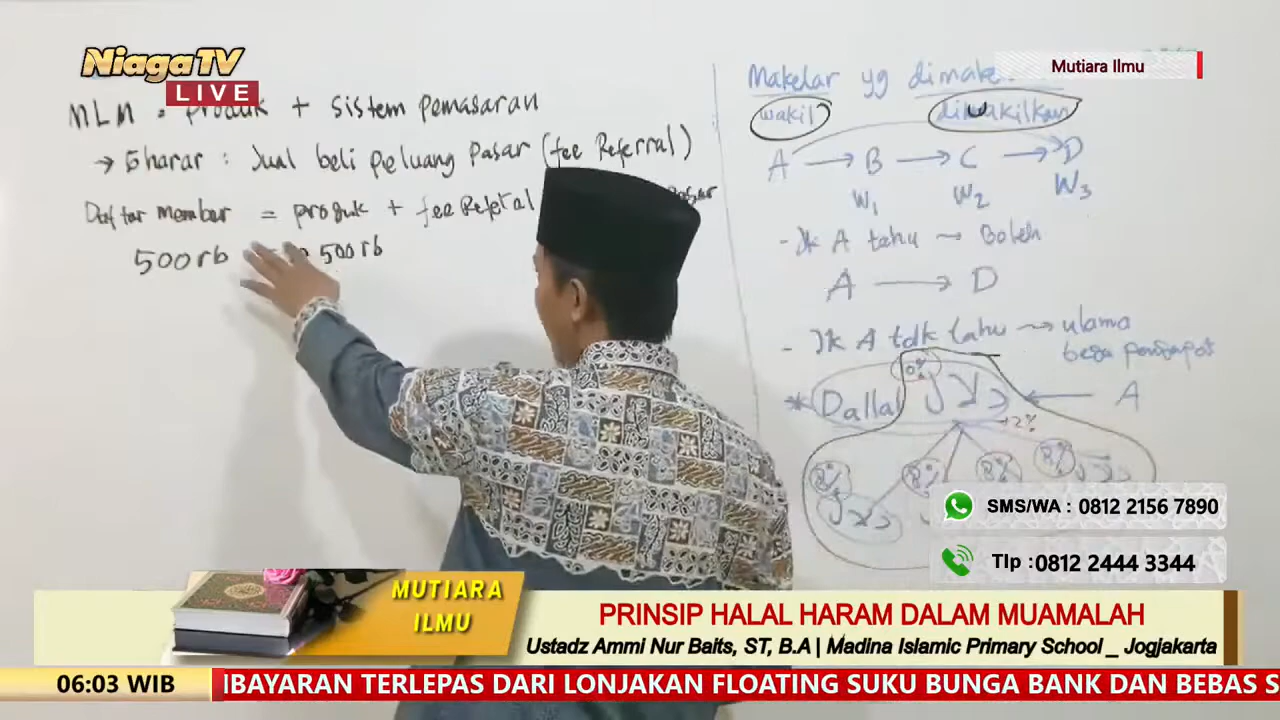 NiagaTV
LIVE
Mutiara Ilmu
MLM = produk + Sistem Pemasaran
→ Gharar : Jual beli peluang pasar (fee Referral)
Daftar member = produk + fee Referal
500rb 500rb
Makelar yg dimake
wakil diwakilkan
A → B → C → D
W1 W2 W3
- Jk A tahu → Boleh
A → D
- Jk A tdk tahu → ulama
beda pendapat
* Dallal دلال ← A
+2%
SMS/WA : 0812 2156 7890
Tlp : 0812 2444 3344
MUTIARA
ILMU
PRINSIP HALAL HARAM DALAM MUAMALAH
Ustadz Ammi Nur Baits, ST, B.A | Madina Islamic Primary School _ Jogjakarta
06:03 WIB
IBAYARAN TERLEPAS DARI LONJAKAN FLOATING SUKU BUNGA BANK DAN BEBAS S